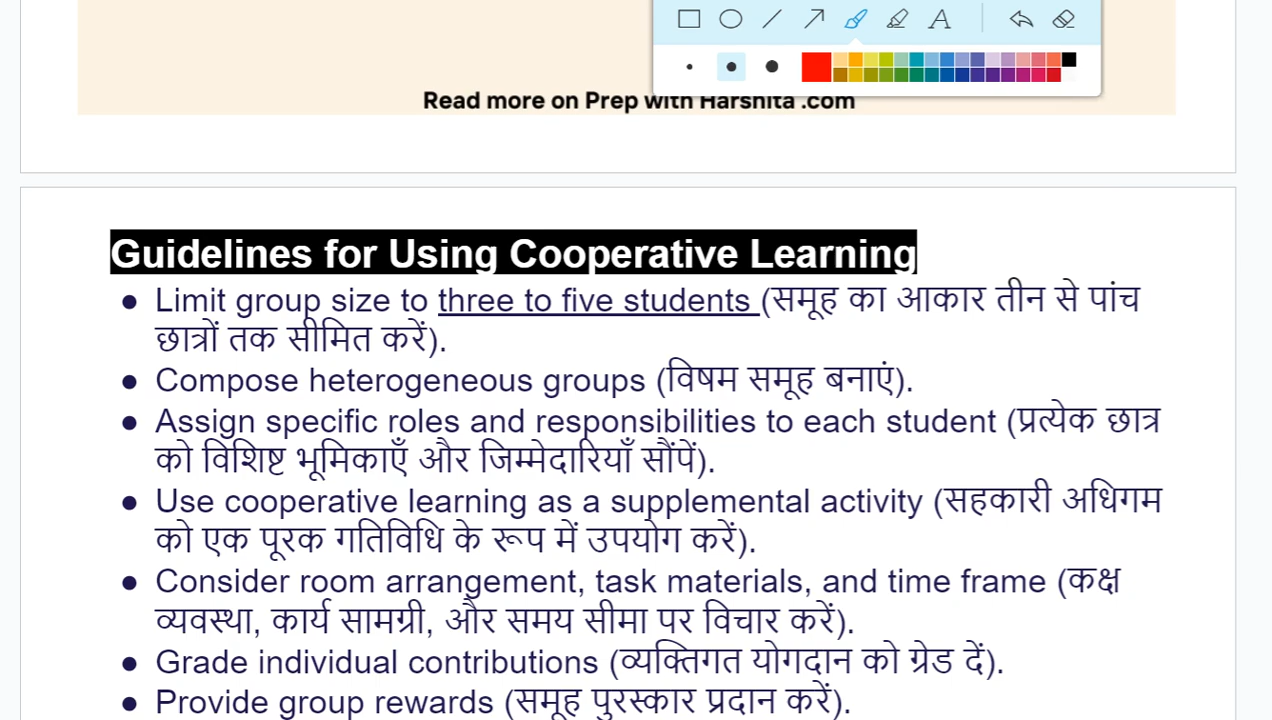 A
Read more on Prep with Harshita .com
Guidelines for Using Cooperative Learning
● Limit group size to three to five students (समूह का आकार तीन से पांच
छात्रों तक सीमित करें).
● Compose heterogeneous groups (विषम समूह बनाएं).
● Assign specific roles and responsibilities to each student (प्रत्येक छात्र
को विशिष्ट भूमिकाएँ और जिम्मेदारियाँ सौंपें).
● Use cooperative learning as a supplemental activity (सहकारी अधिगम
को एक पूरक गतिविधि के रूप में उपयोग करें).
● Consider room arrangement, task materials, and time frame (कक्ष
व्यवस्था, कार्य सामग्री, और समय सीमा पर विचार करें).
● Grade individual contributions (व्यक्तिगत योगदान को ग्रेड दें).
● Provide group rewards (समूह पुरस्कार प्रदान करें).